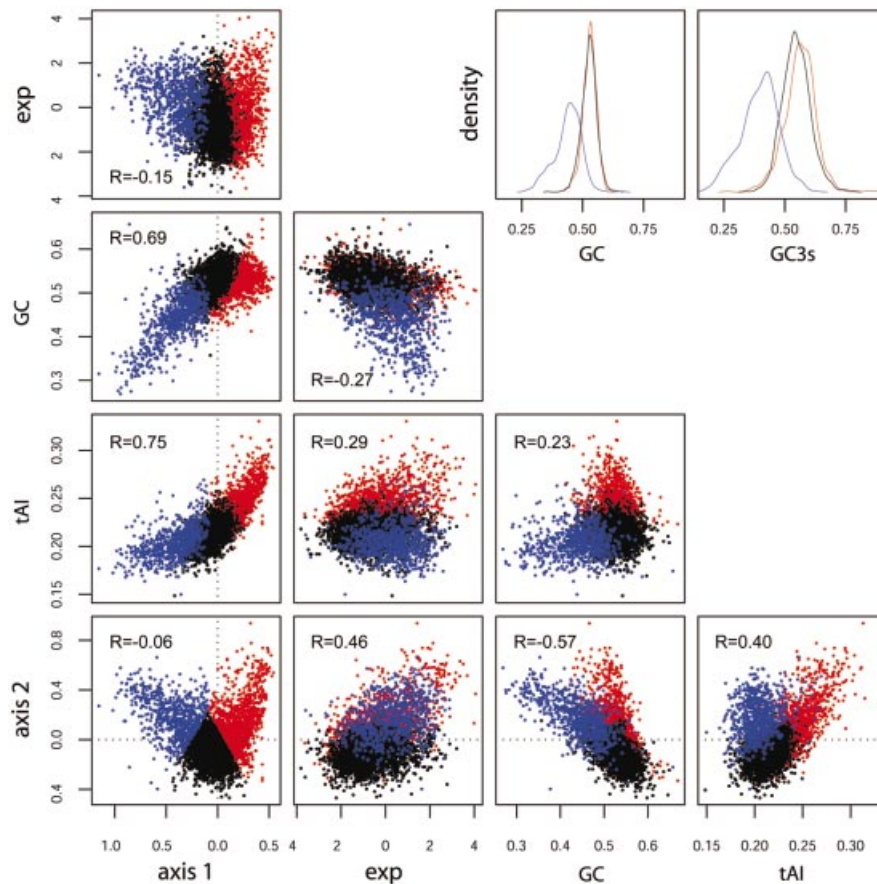 4
2
0
2
4
exp
R=-0.15
density
0.25 0.50 0.75
GC
0.25 0.50 0.75
GC3s
0.6
0.5
0.4
0.3
GC
R=0.69
R=-0.27
0.30
0.25
0.20
0.15
tAI
R=0.75
R=0.29
R=0.23
0.8
0.4
0.0
0.4
axis 2
R=-0.06
R=0.46
R=-0.57
R=0.40
1.0 0.5 0.0 0.5
axis 1
4 2 0 2 4
exp
0.3 0.4 0.5 0.6
GC
0.15 0.20 0.25 0.30
tAI